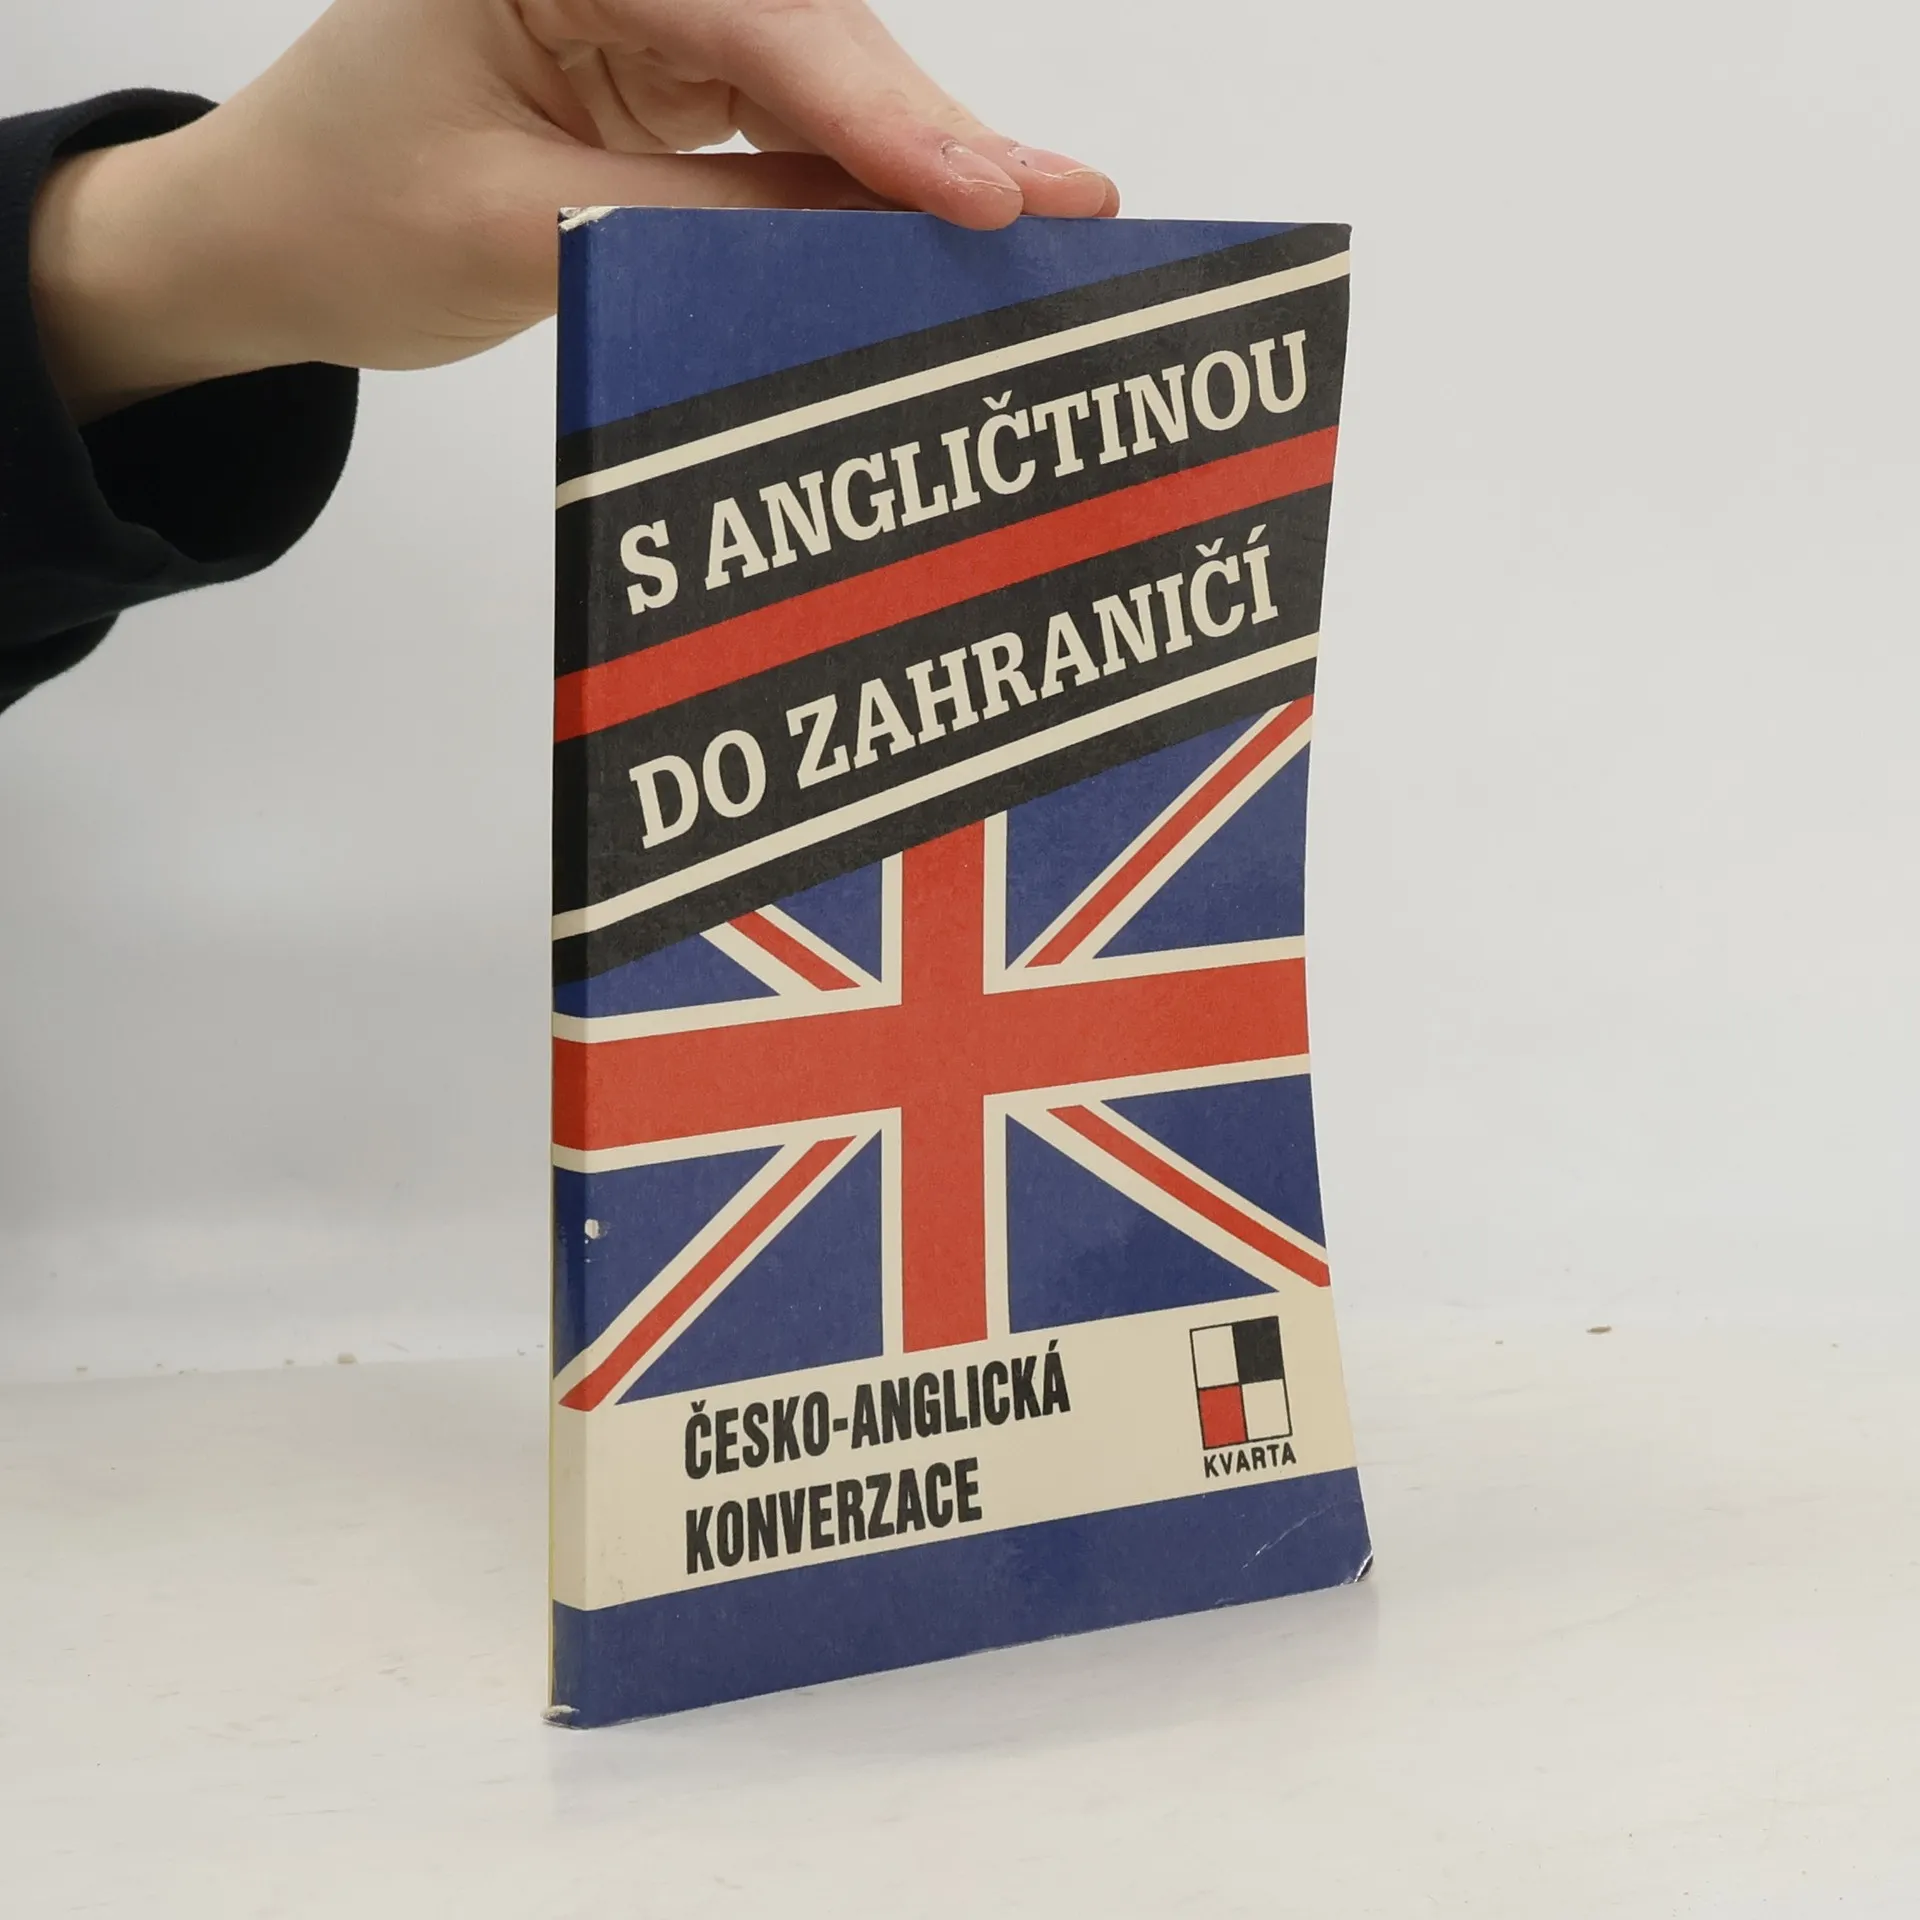 S ANGLIČTINOU
DO ZAHRANIČÍ
ČESKO-ANGLICKÁ
KONVERZACE
KVARTA